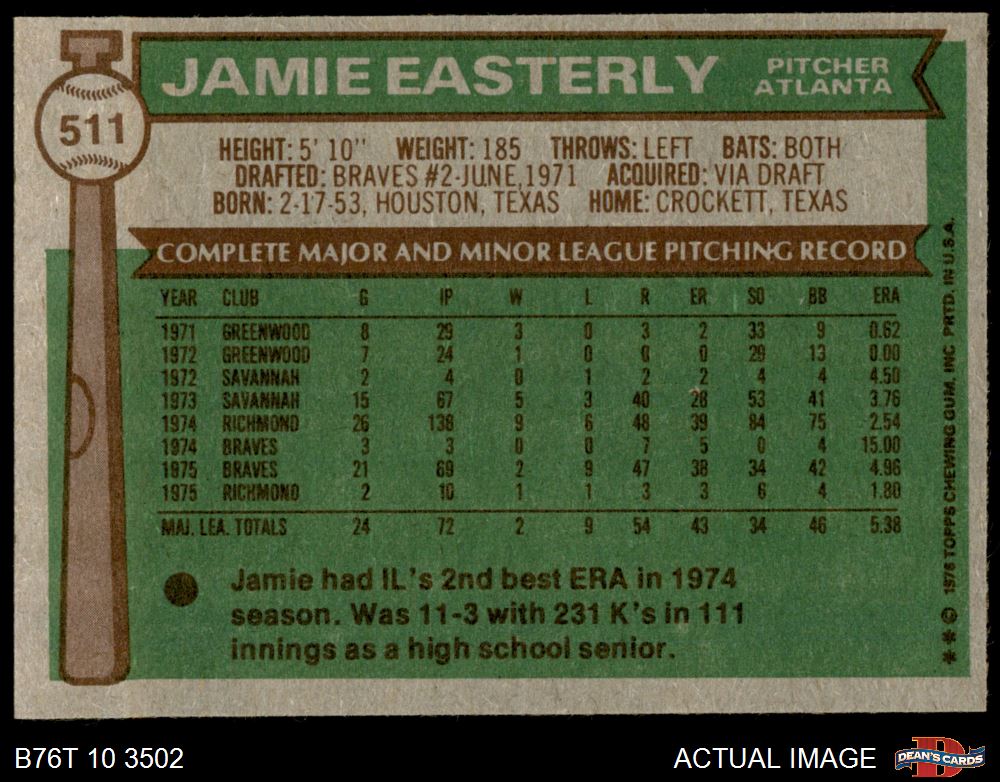 JAMIE EASTERLY
PITCHER
ATLANTA
511
HEIGHT: 5' 10" WEIGHT: 185 THROWS: LEFT BATS: BOTH
DRAFTED: BRAVES #2-JUNE, 1971 ACQUIRED: VIA DRAFT
BORN: 2-17-53, HOUSTON, TEXAS HOME: CROCKETT, TEXAS
COMPLETE MAJOR AND MINOR LEAGUE PITCHING RECORD
YEAR CLUB G IP W L R ER SO BB ERA
1971 GREENWOOD 8 29 3 0 3 2 33 9 0.62
1972 GREENWOOD 7 24 1 0 0 0 29 13 0.00
1972 SAVANNAH 2 4 0 1 2 2 4 4 4.50
1973 SAVANNAH 15 67 5 3 40 28 53 41 3.76
1974 RICHMOND 26 138 9 6 48 39 84 75 2.54
1974 BRAVES 3 3 0 0 7 5 0 4 15.00
1975 BRAVES 21 69 2 9 47 38 34 42 4.96
1975 RICHMOND 2 10 1 1 3 3 6 4 1.80
MAJ. LEA. TOTALS 24 72 2 9 54 43 34 46 5.38
Jamie had IL's 2nd best ERA in 1974
season. Was 11-3 with 231 K's in 111
innings as a high school senior.
** © 1976 TOPPS CHEWING GUM, INC. PRTD. IN U.S.A.
B76T 10 3502
ACTUAL IMAGE
D
DEAN'S CARDS